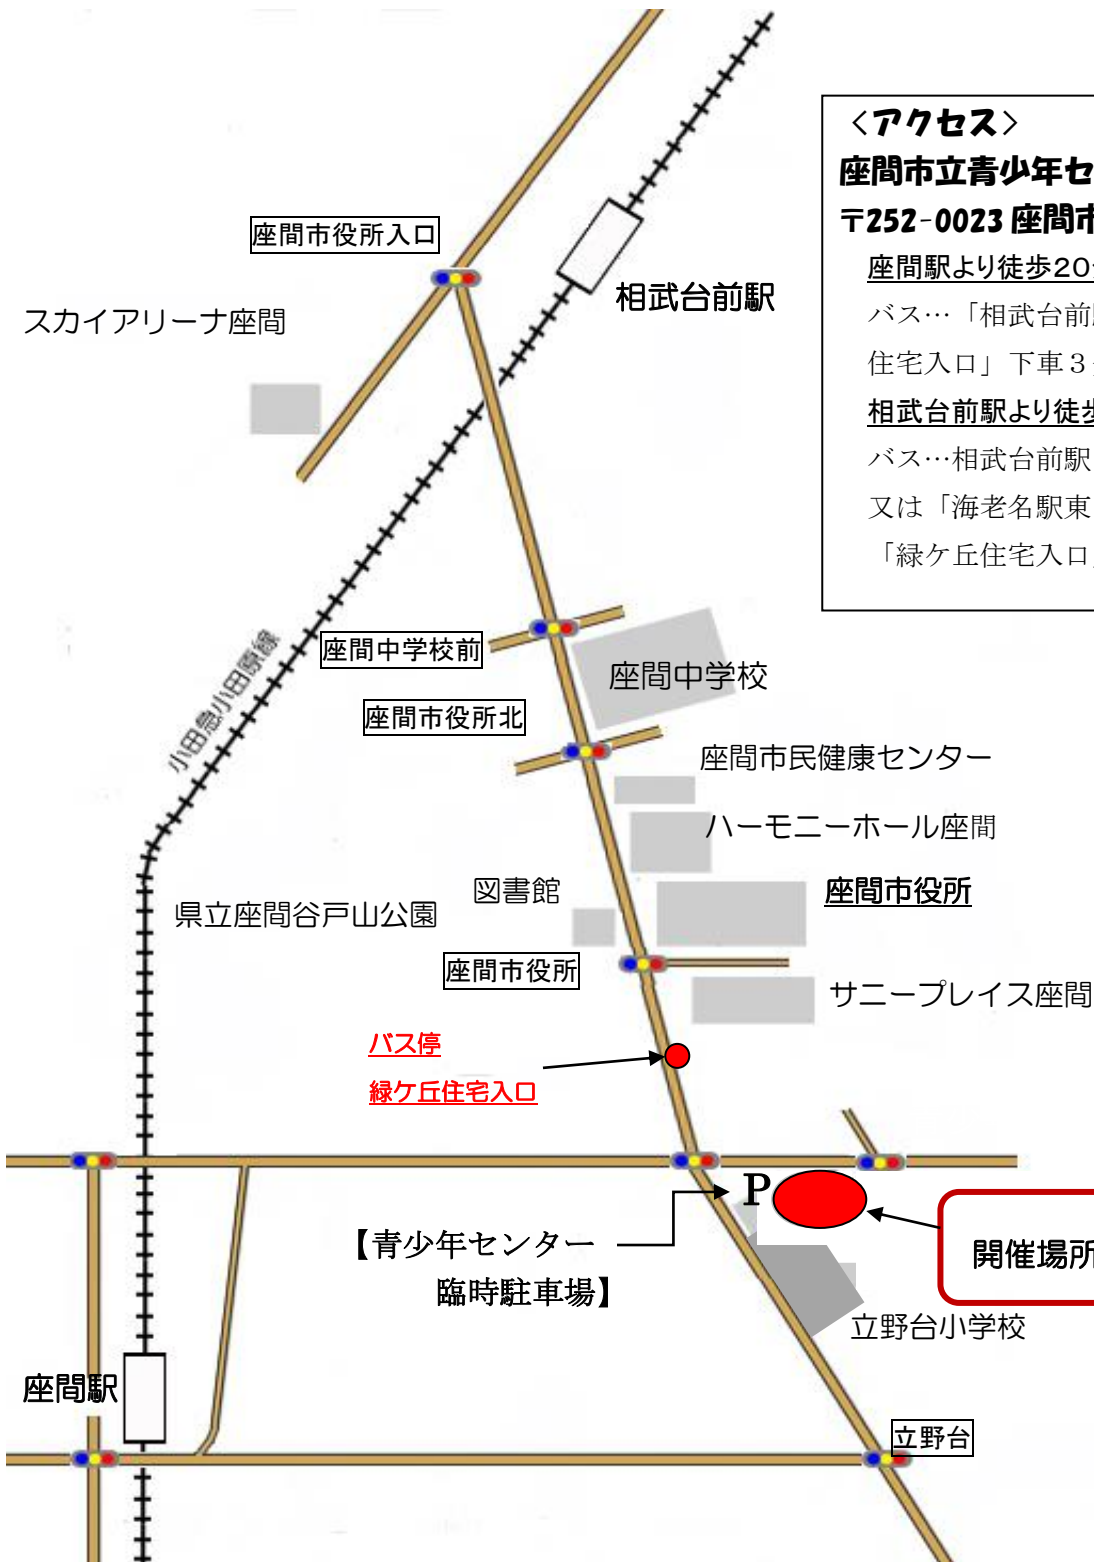 〈アクセス〉
座間市立青少年セ
〒252-0023 座間市
座間駅より徒歩20
バス…「相武台前
住宅入口」下車3
相武台前駅より徒歩
バス…相武台前駅
又は「海老名駅東
「緑ケ丘住宅入口
座間市役所入口
相武台前駅
スカイアリーナ座間
小田急小田原線
座間中学校前
座間中学校
座間市役所北
座間市民健康センター
ハーモニーホール座間
図書館
座間市役所
県立座間谷戸山公園
座間市役所
サニープレイス座間
バス停
緑ケ丘住宅入口
P
【青少年センター
臨時駐車場】
開催場所
立野台小学校
座間駅
立野台